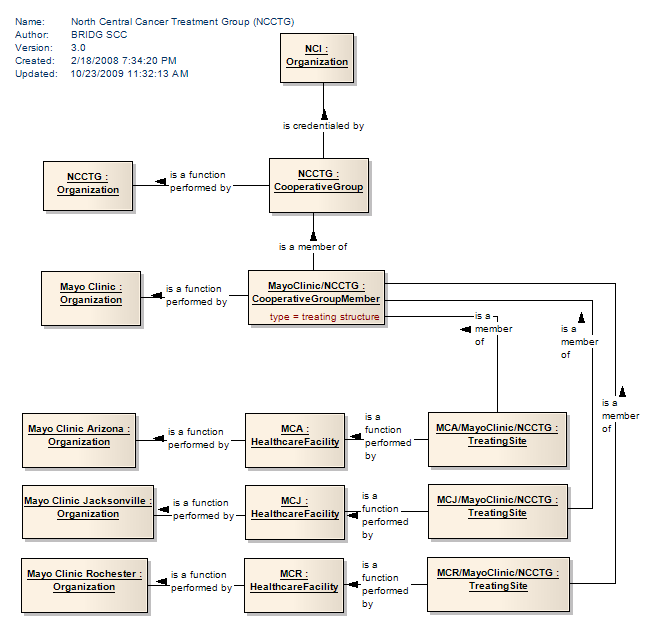 Name: North Central Cancer Treatment Group (NCCTG)
Author: BRIDG SCC
Version: 3.0
Created: 2/18/2008 7:34:20 PM
Updated: 10/23/2009 11:32:13 AM
NCI :
Organization
is credentialed by
NCCTG :
Organization
is a function
performed by
NCCTG :
CooperativeGroup
is a member of
Mayo Clinic :
Organization
is a function
performed by
MayoClinic/NCCTG :
CooperativeGroupMember
type = treating structure
is a
member
of
is a
member
of
is a
member
of
Mayo Clinic Arizona :
Organization
is a function
performed by
MCA :
HealthcareFacility
is a
function
performed
by
MCA/MayoClinic/NCCTG :
TreatingSite
Mayo Clinic Jacksonville :
Organization
is a function
performed by
MCJ :
HealthcareFacility
is a
function
performed
by
MCJ/MayoClinic/NCCTG :
TreatingSite
Mayo Clinic Rochester :
Organization
is a function
performed by
MCR :
HealthcareFacility
is a
function
performed
by
MCR/MayoClinic/NCCTG :
TreatingSite